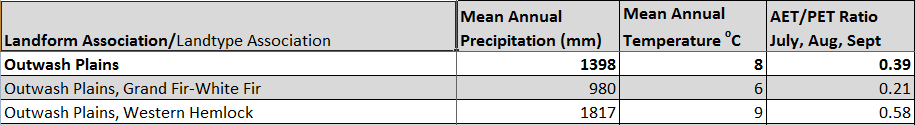 Landform Association/Landtype Association Mean Annual Precipitation (mm) Mean Annual Temperature °C AET/PET Ratio July, Aug, Sept
Outwash Plains 1398 8 0.39
Outwash Plains, Grand Fir-White Fir 980 6 0.21
Outwash Plains, Western Hemlock 1817 9 0.58